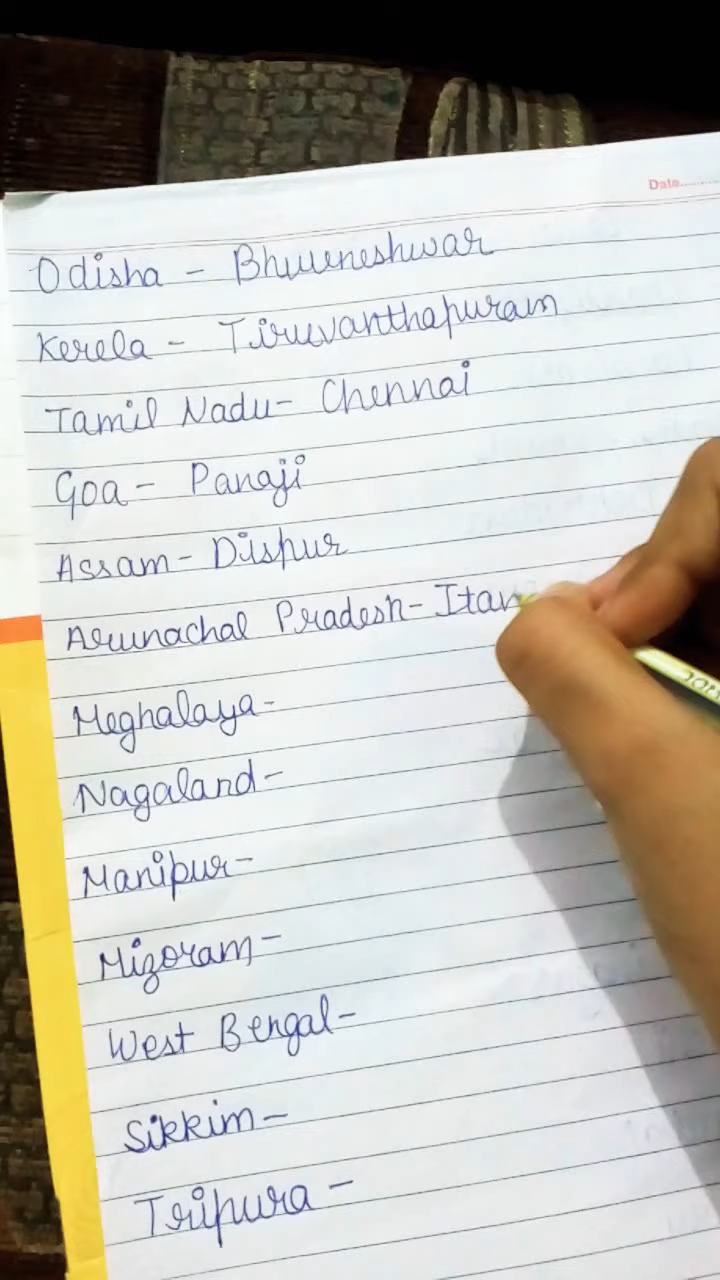 Date........
Odisha - Bhuuneshwar
Kerela - Tiruvanthapuram
Tamil Nadu- Chennai
Goa - Panaji
Assam- Dispur
Arunachal Pradesh- Itan
Meghalaya-
Nagaland-
Manipur-
Mizoram-
West Bengal-
Sikkim-
Tripura -